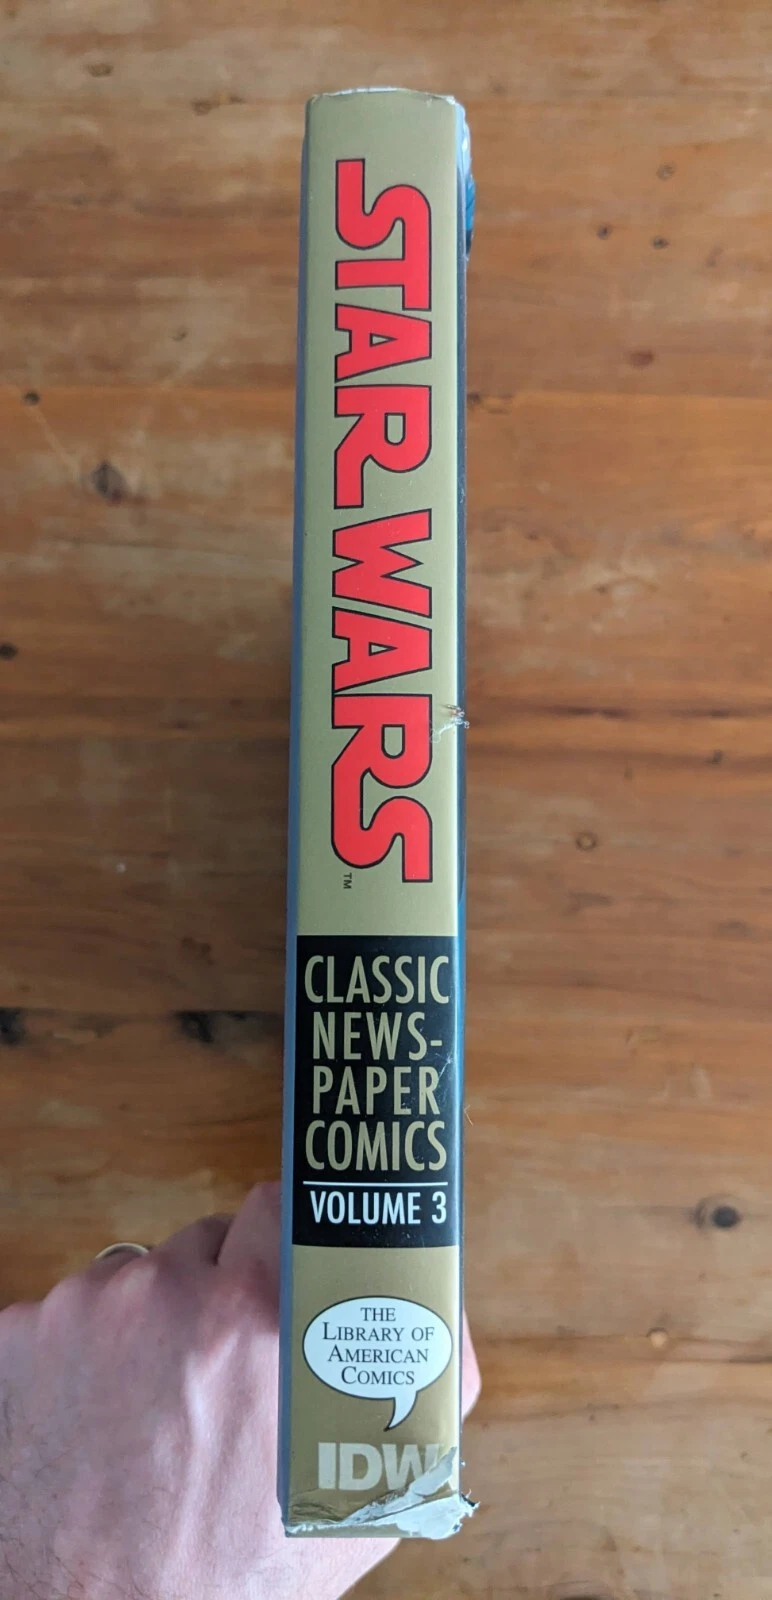 STAR WARS
TM
CLASSIC
NEWS-
PAPER
COMICS
VOLUME 3
THE
LIBRARY OF
AMERICAN
COMICS
IDW